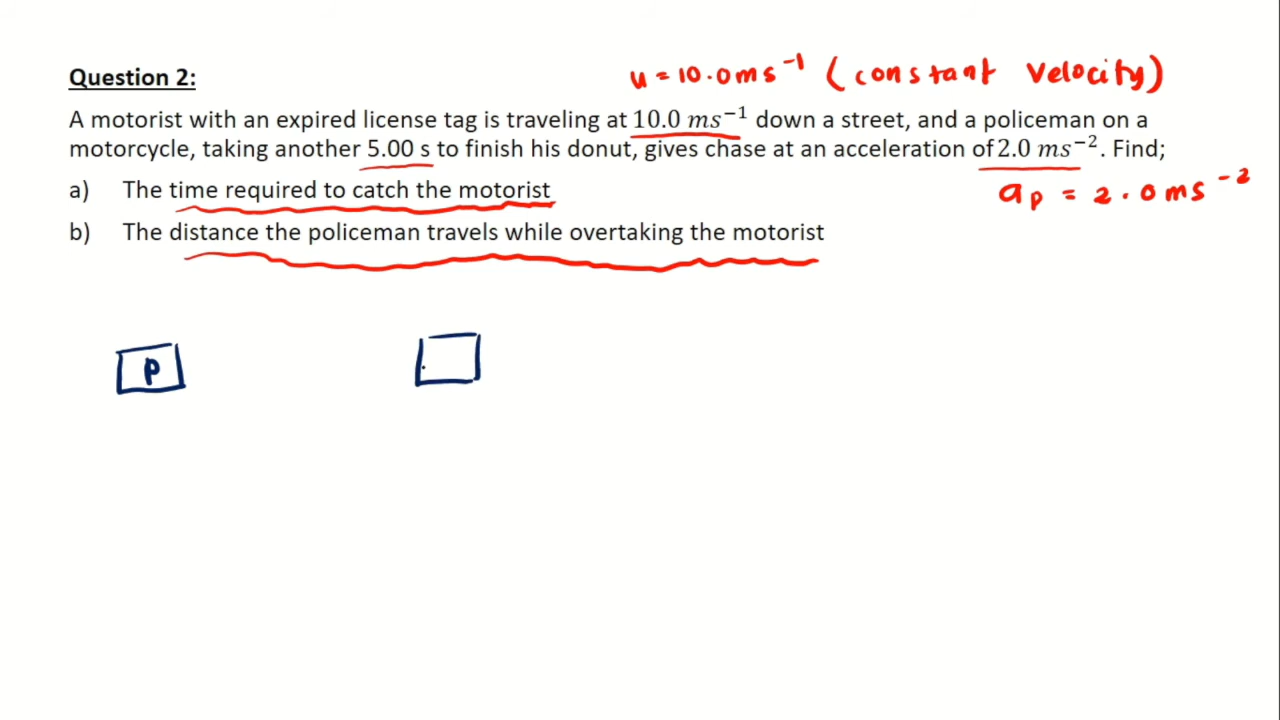 Question 2:
u = 10.0 ms⁻¹ (constant velocity)
A motorist with an expired license tag is traveling at 10.0 ms⁻¹ down a street, and a policeman on a
motorcycle, taking another 5.00 s to finish his donut, gives chase at an acceleration of 2.0 ms⁻². Find;
a) The time required to catch the motorist
aₚ = 2.0 ms⁻²
b) The distance the policeman travels while overtaking the motorist
P